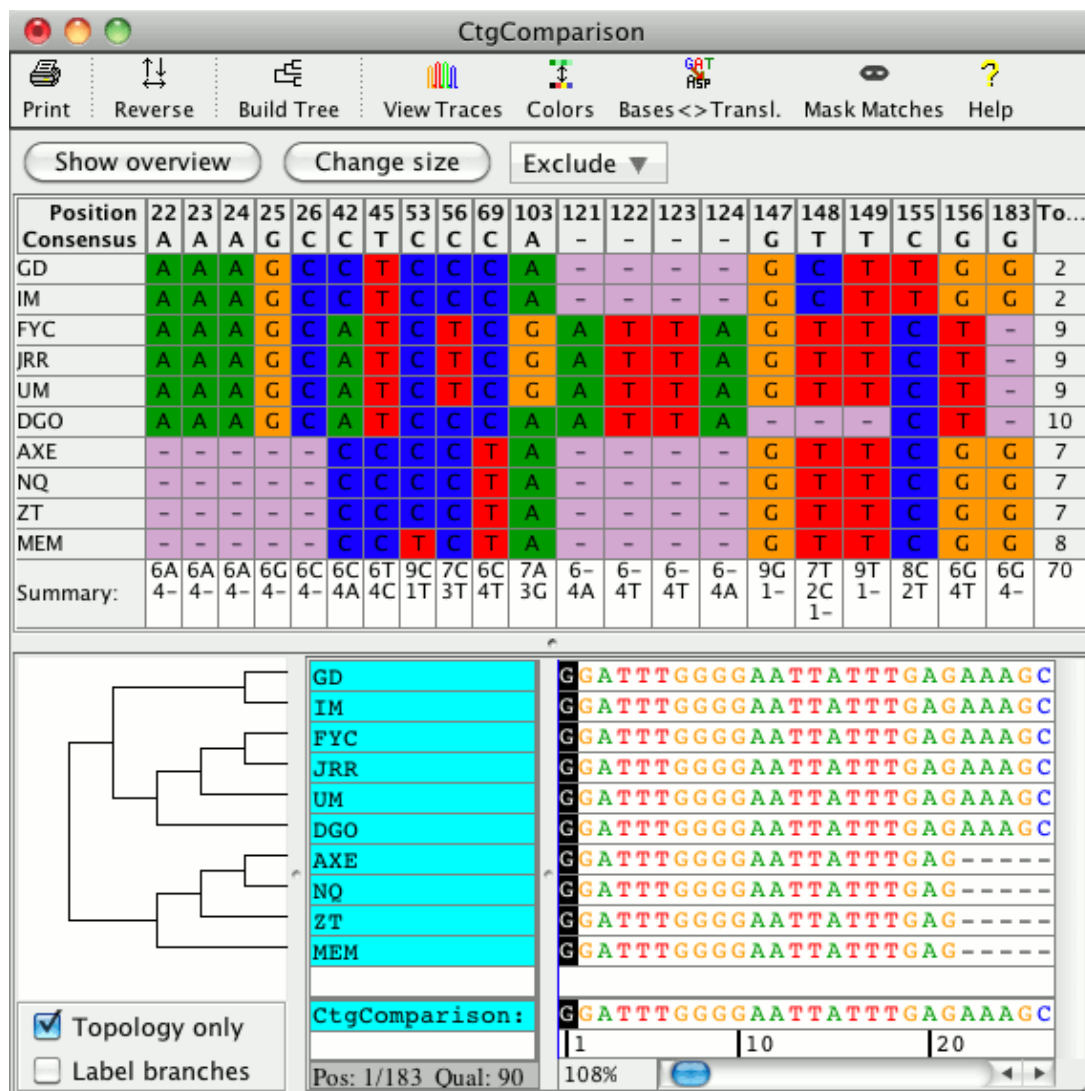 CtgComparison
Print Reverse Build Tree View Traces Colors Bases<>Transl. Mask Matches Help
Show overview Change size Exclude
Position 22 23 24 25 26 42 45 53 56 69 103 121 122 123 124 147 148 149 155 156 183 To...
Consensus A A A G C C T C C C A - - - - G T T C G G
GD A A A G C C T C C C A - - - - G C T T G G 2
IM A A A G C C T C C C A - - - - G C T T G G 2
FYC A A A G C A T C T C G A T T A G T T C T - 9
JRR A A A G C A T C T C G A T T A G T T C T - 9
UM A A A G C A T C T C G A T T A G T T C T - 9
DGO A A A G C A T C C C A A T T A - - - C T - 10
AXE - - - - - C C C C T A - - - - G T T C G G 7
NQ - - - - - C C C C T A - - - - G T T C G G 7
ZT - - - - - C C C C T A - - - - G T T C G G 7
MEM - - - - - C C T C T A - - - - G T T C G G 8
6A 6A 6A 6G 6C 6C 6T 9C 7C 6C 7A 6- 6- 6- 6- 9G 7T 9T 8C 6G 6G 70
Summary: 4- 4- 4- 4- 4- 4A 4C 1T 3T 4T 3G 4A 4T 4T 4A 1- 2C 1- 2T 4T 4-
1-
GD GGATTTGGGGAATTATTTGAGAAAGC
IM GGATTTGGGGAATTATTTGAGAAAGC
FYC GGATTTGGGGAATTATTTGAGAAAGC
JRR GGATTTGGGGAATTATTTGAGAAAGC
UM GGATTTGGGGAATTATTTGAGAAAGC
DGO GGATTTGGGGAATTATTTGAGAAAGC
AXE GGATTTGGGGAATTATTTGAG-----
NQ GGATTTGGGGAATTATTTGAG-----
ZT GGATTTGGGGAATTATTTGAG-----
MEM GGATTTGGGGAATTATTTGAG-----
CtgComparison: GGATTTGGGGAATTATTTGAGAAAGC
Topology only
1 10 20
Label branches
Pos: 1/183 Qual: 90 108%